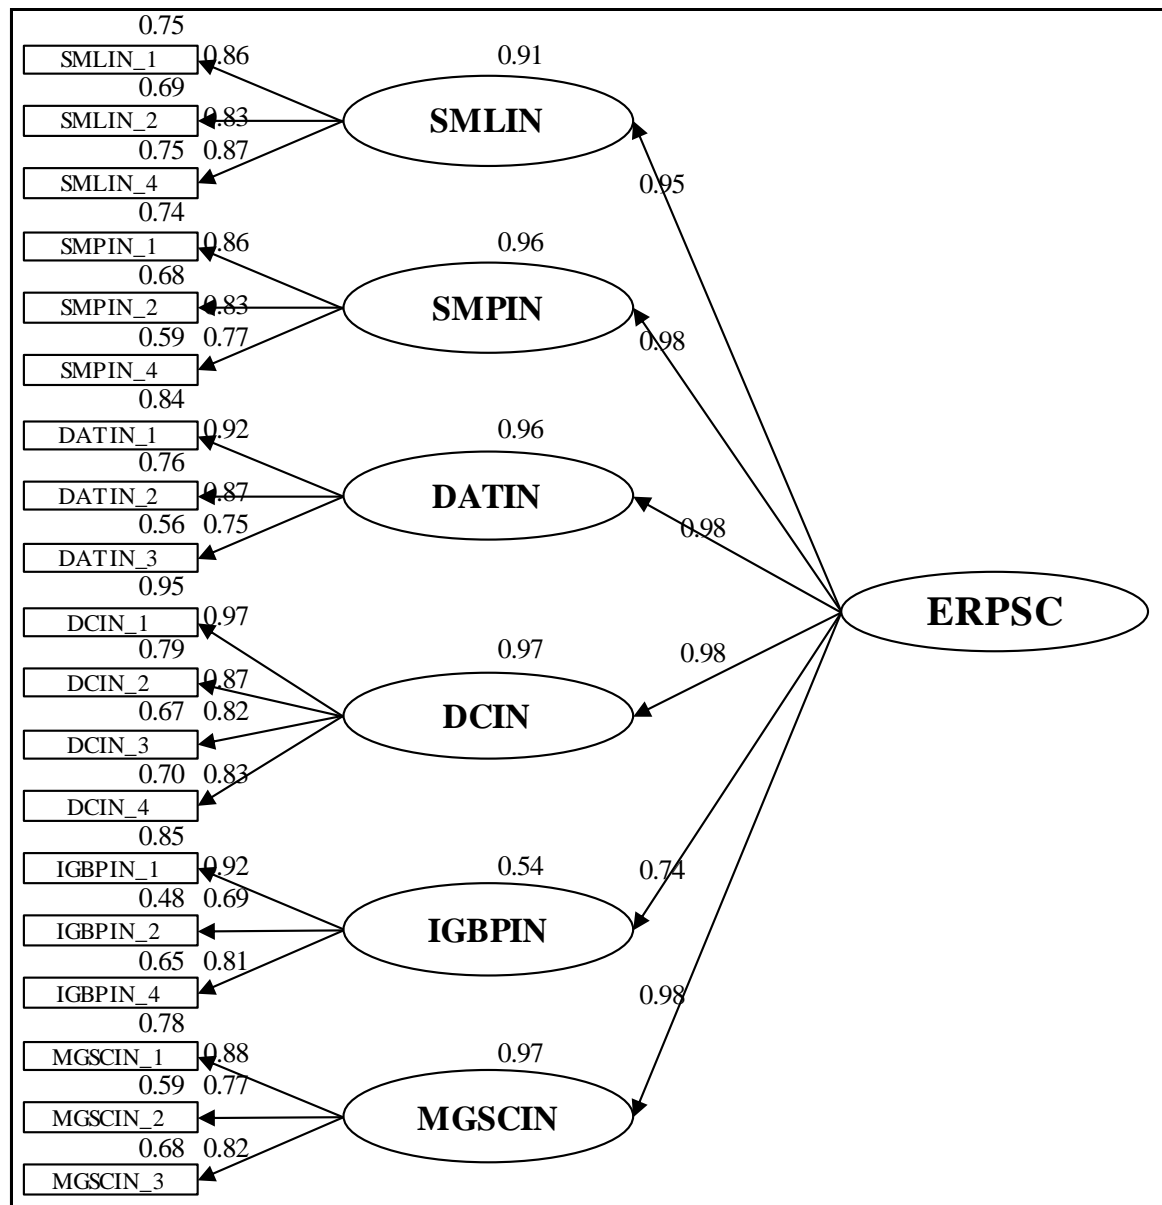 0.75
SMLIN_1 0.86 0.91
0.69
SMLIN_2 0.83 SMLIN
0.75 0.87
SMLIN_4 0.95
0.74
SMPIN_1 0.86 0.96
0.68
SMPIN_2 0.83 SMPIN
0.59 0.77 0.98
SMPIN_4
0.84
DATIN_1 0.92 0.96
0.76
DATIN_2 0.87 DATIN
0.56 0.75 0.98
DATIN_3
0.95
ERPSC
DCIN_1 0.97
0.79 0.97 0.98
DCIN_2 0.87
0.67 0.82 DCIN
DCIN_3
0.70 0.83
DCIN_4
0.85
IGBPIN_1 0.92 0.54 0.74
0.48 0.69
IGBPIN_2 IGBPIN
0.65 0.81
IGBPIN_4 0.98
0.78
MGSCIN_1 0.88 0.97
0.59 0.77
MGSCIN_2 MGSCIN
0.68 0.82
MGSCIN_3